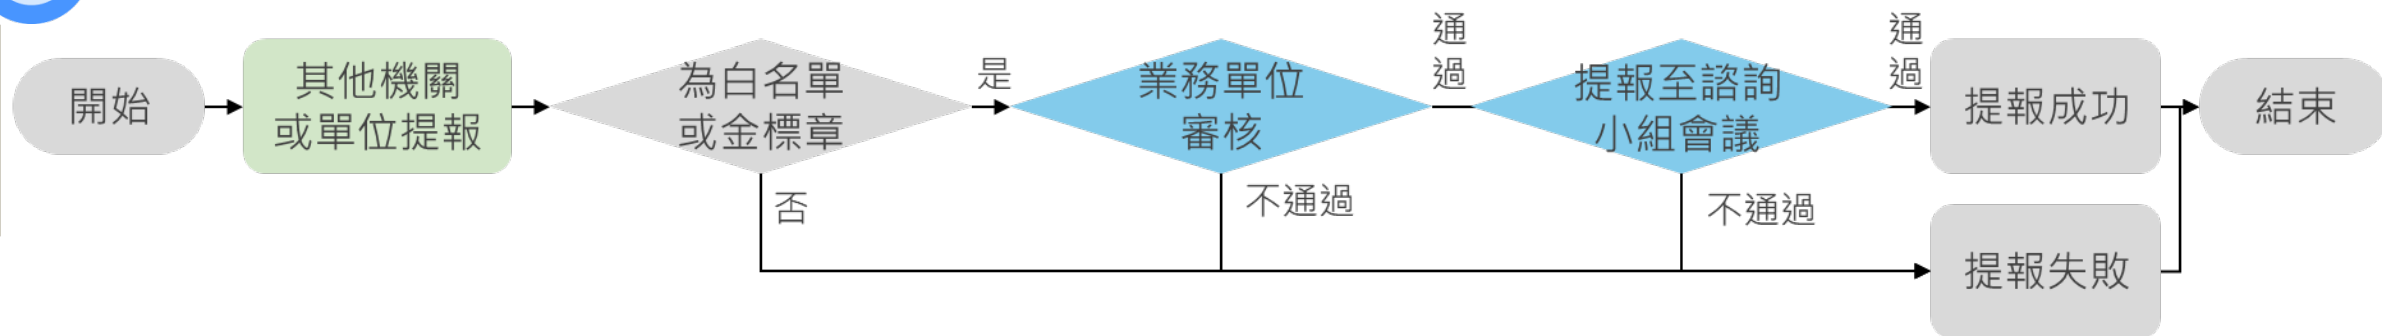 開始
其他機關
或單位提報
為白名單
或金標章
是
否
業務單位
審核
通
過
不通過
提報至諮詢
小組會議
通
過
不通過
提報成功
提報失敗
結束